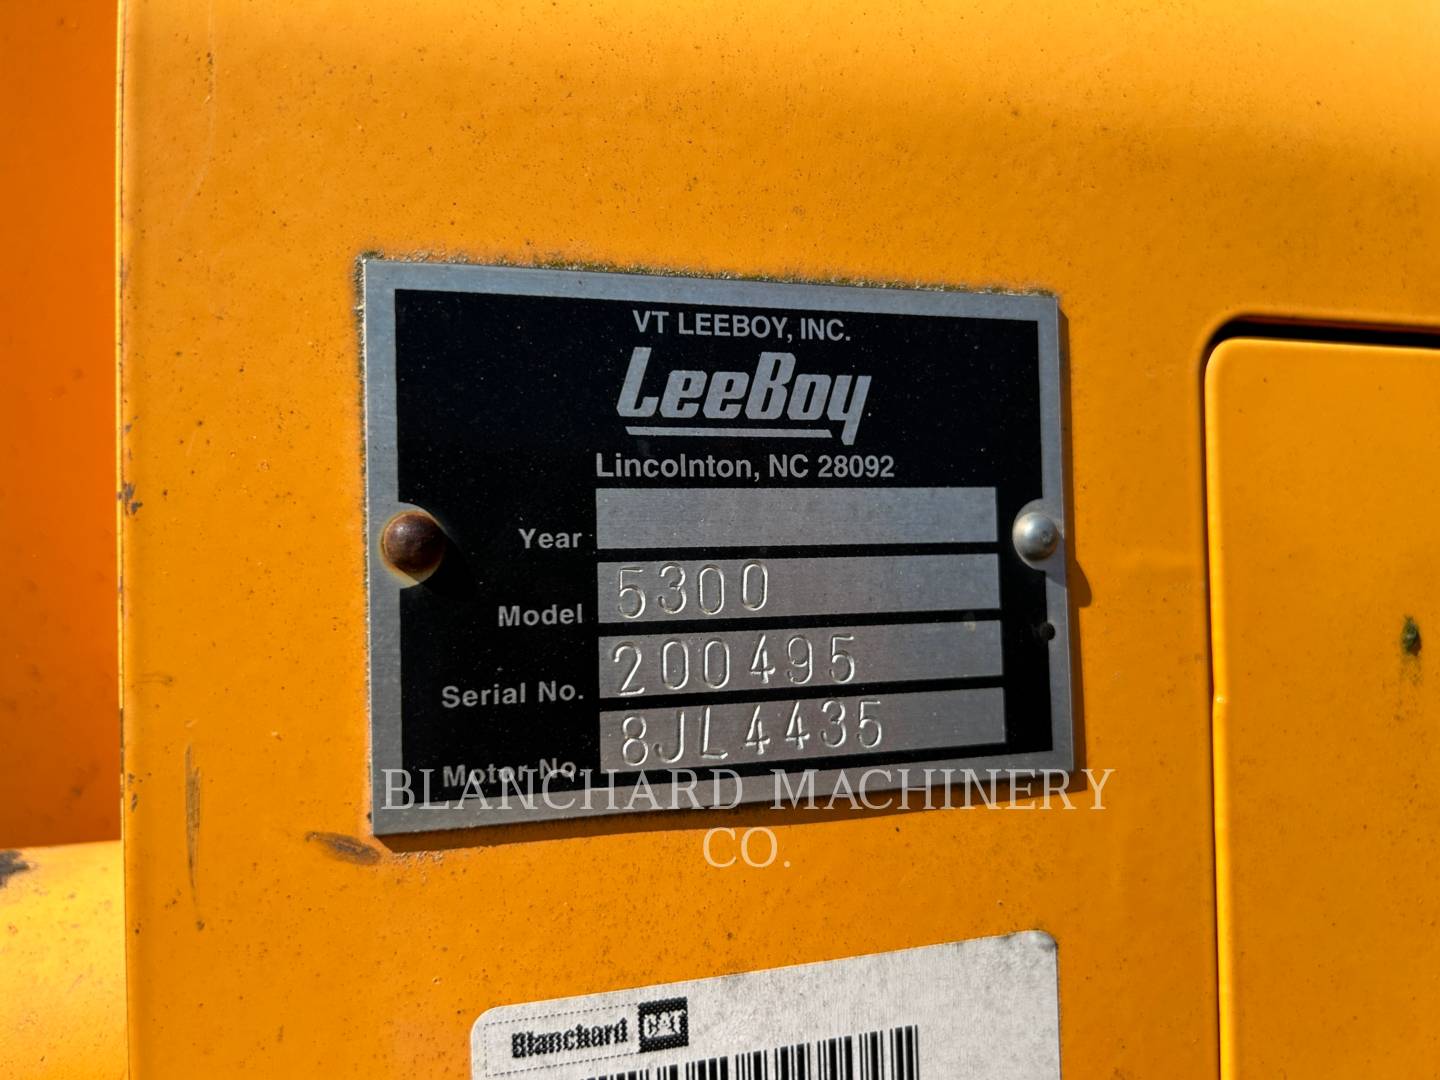 VT LEEBOY, INC.
LeeBoy
Lincolnton, NC 28092
Year
Model 5300
Serial No. 200495
Motor No. 8JL4435
BLANCHARD MACHINERY
CO.
Blanchard CAT